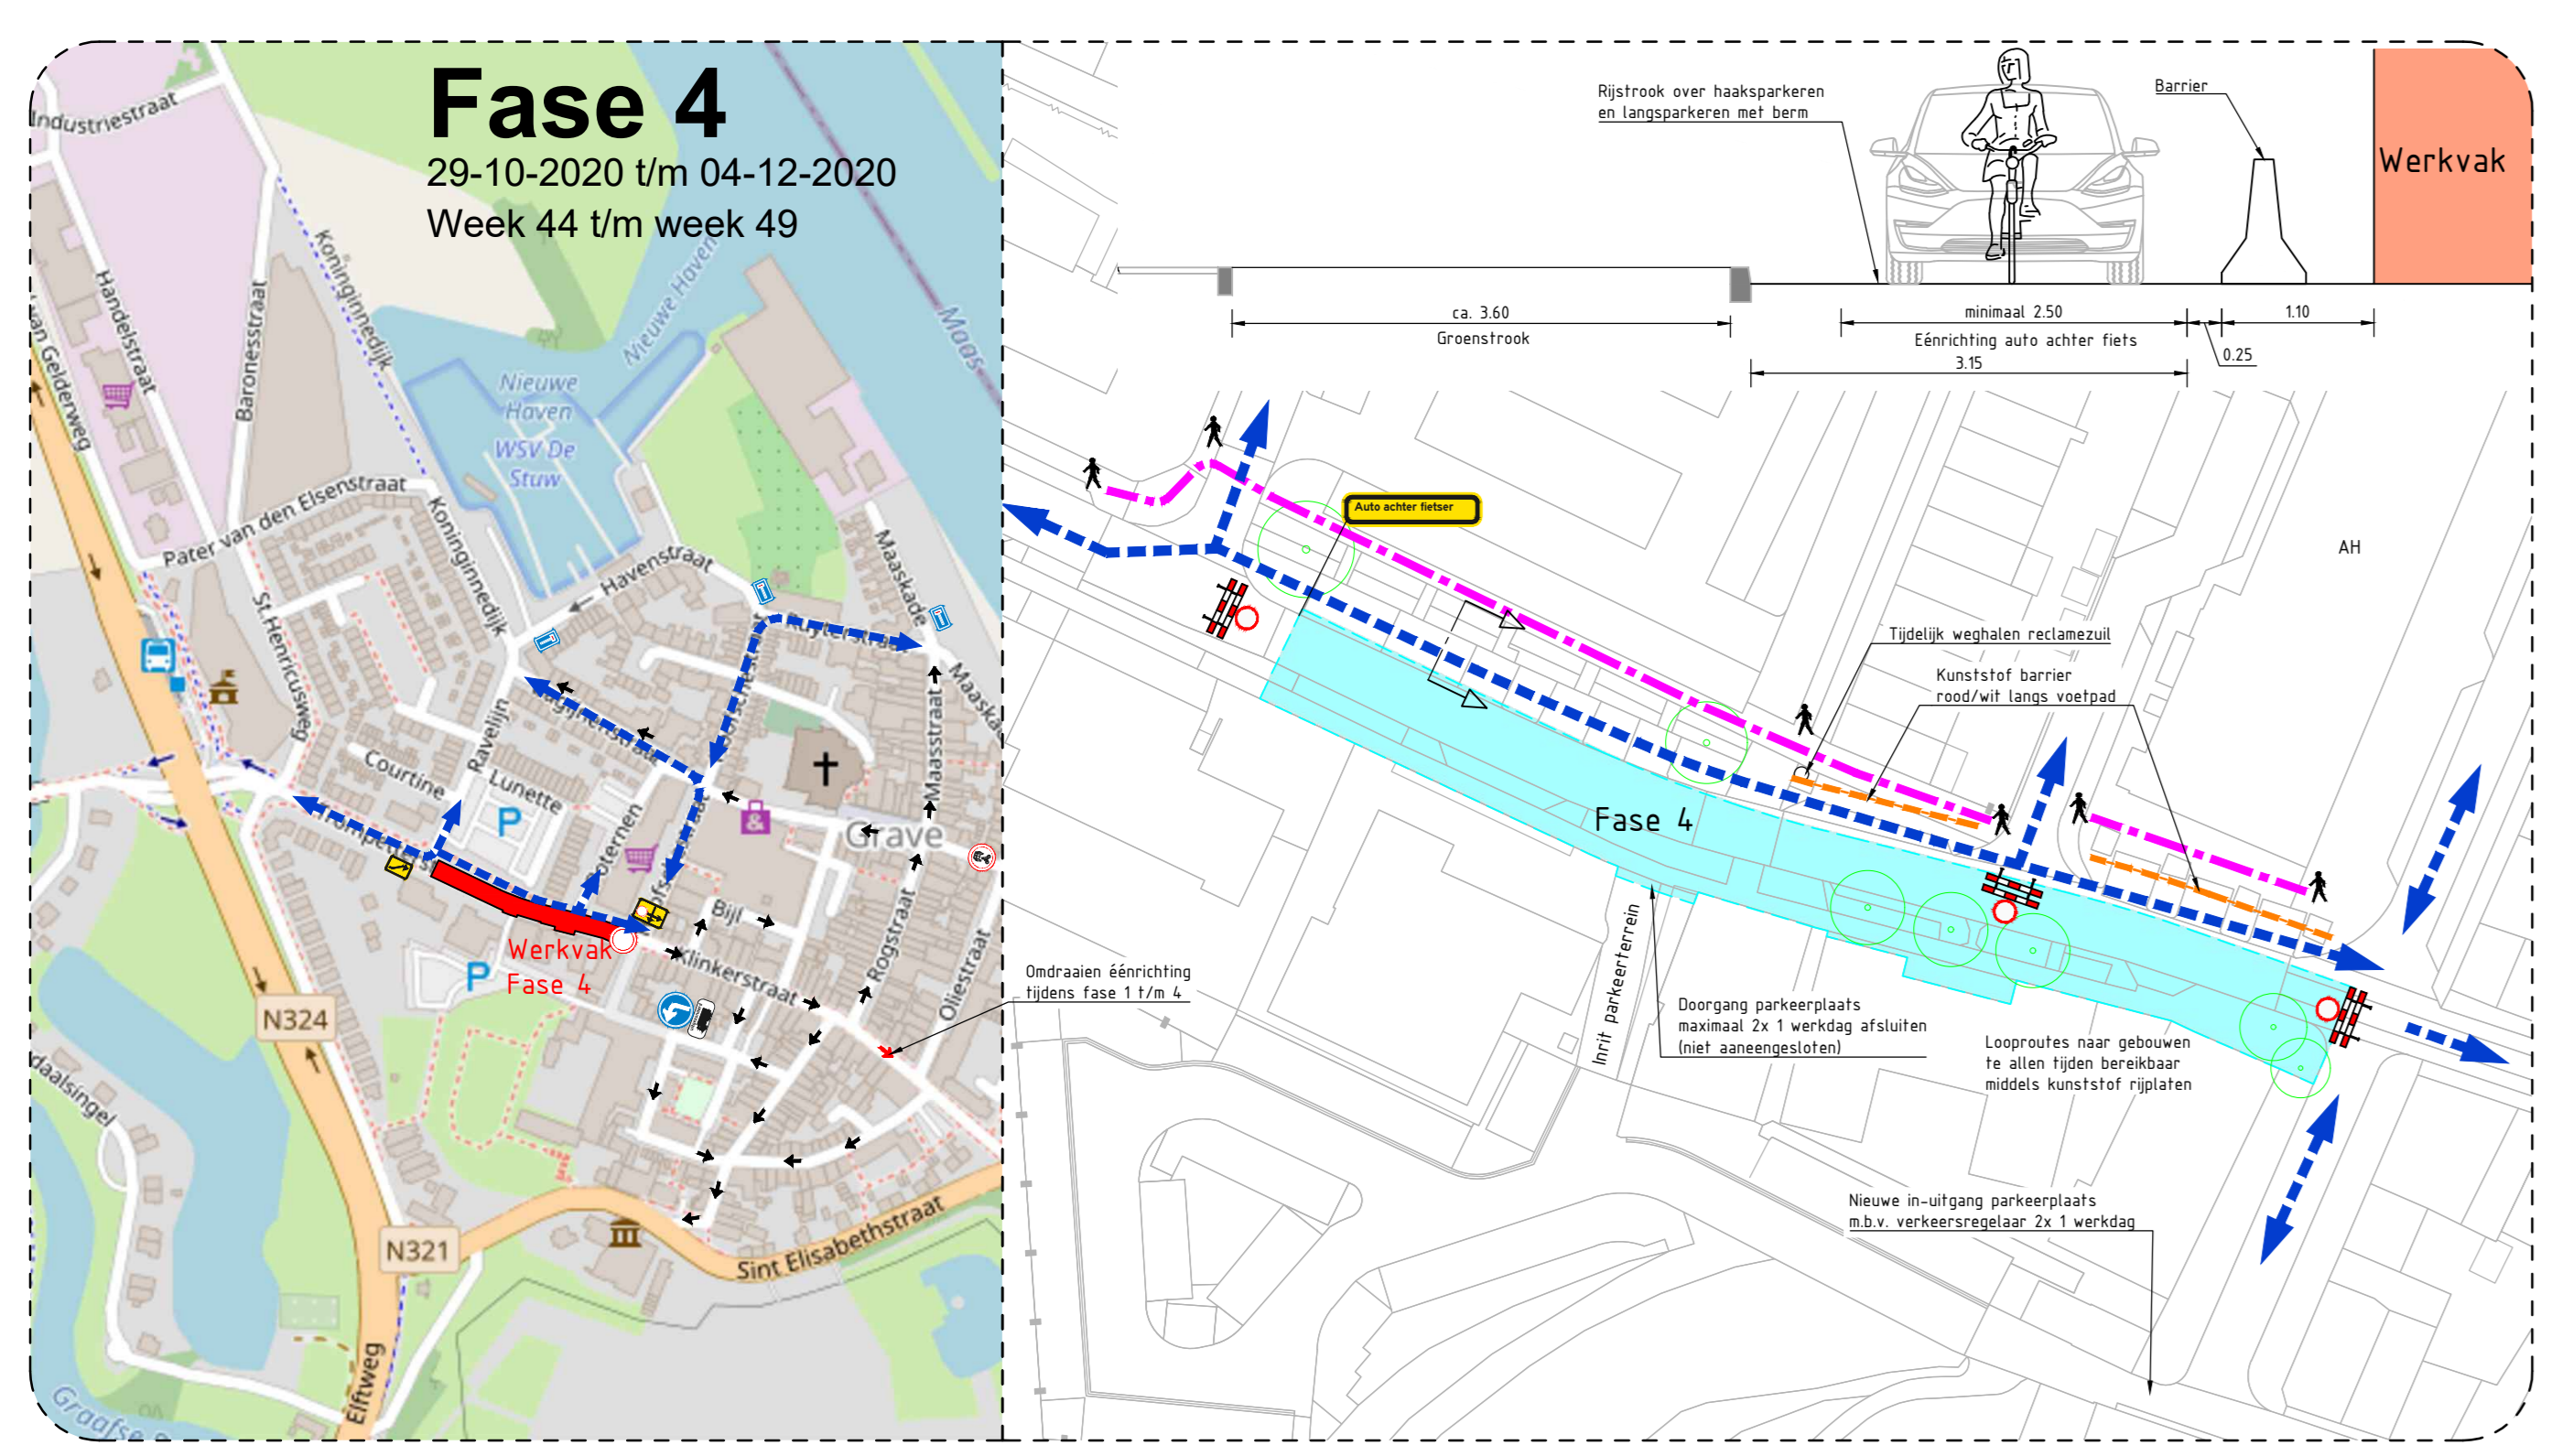 Fase 4
29-10-2020 t/m 04-12-2020
Week 44 t/m week 49
Industriestraat
Handelstraat
Baronesstraat
Koninginnedijk
van Gelderweg
Nieuwe Haven
Maas
Nieuwe
Haven
WSV De
Stuw
Pater van den Elsenstraat
Koninginnedijk
Havenstraat
Maaskade
St. Henricusweg
Ravelijn
Courtine
Lunette
P
Maasstraat
Grave
Bijl
Klinkerstraat
Rogstraat
Oliestraat
Werkvak
Fase 4
P
N324
N321
Sint Elisabethstraat
Elftweg
Graafse
daalsingel
Rijstrook over haaksparkeren
en langsparkeren met berm
Barrier
Werkvak
ca. 3.60
Groenstrook
minimaal 2.50
Eénrichting auto achter fiets
3.15
0.25
1.10
Auto achter fietser
AH
Tijdelijk weghalen reclamezuil
Kunststof barrier
rood/wit langs voetpad
Fase 4
Inrit parkeerterrein
Omdraaien éénrichting
tijdens fase 1 t/m 4
Doorgang parkeerplaats
maximaal 2x 1 werkdag afsluiten
(niet aaneengesloten)
Looproutes naar gebouwen
te allen tijden bereikbaar
middels kunststof rijplaten
Nieuwe in-uitgang parkeerplaats
m.b.v. verkeersregelaar 2x 1 werkdag